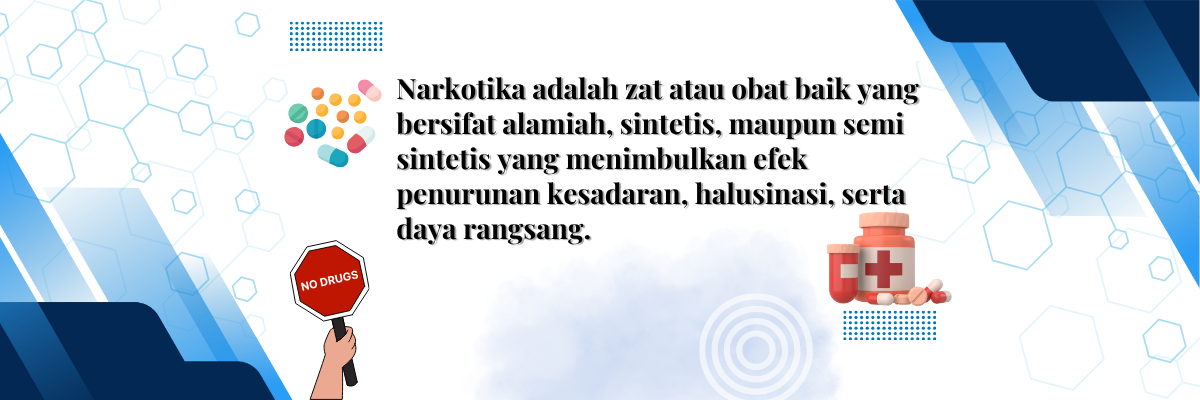 Narkotika adalah zat atau obat baik yang
bersifat alamiah, sintetis, maupun semi
sintetis yang menimbulkan efek
penurunan kesadaran, halusinasi, serta
daya rangsang.
NO DRUGS